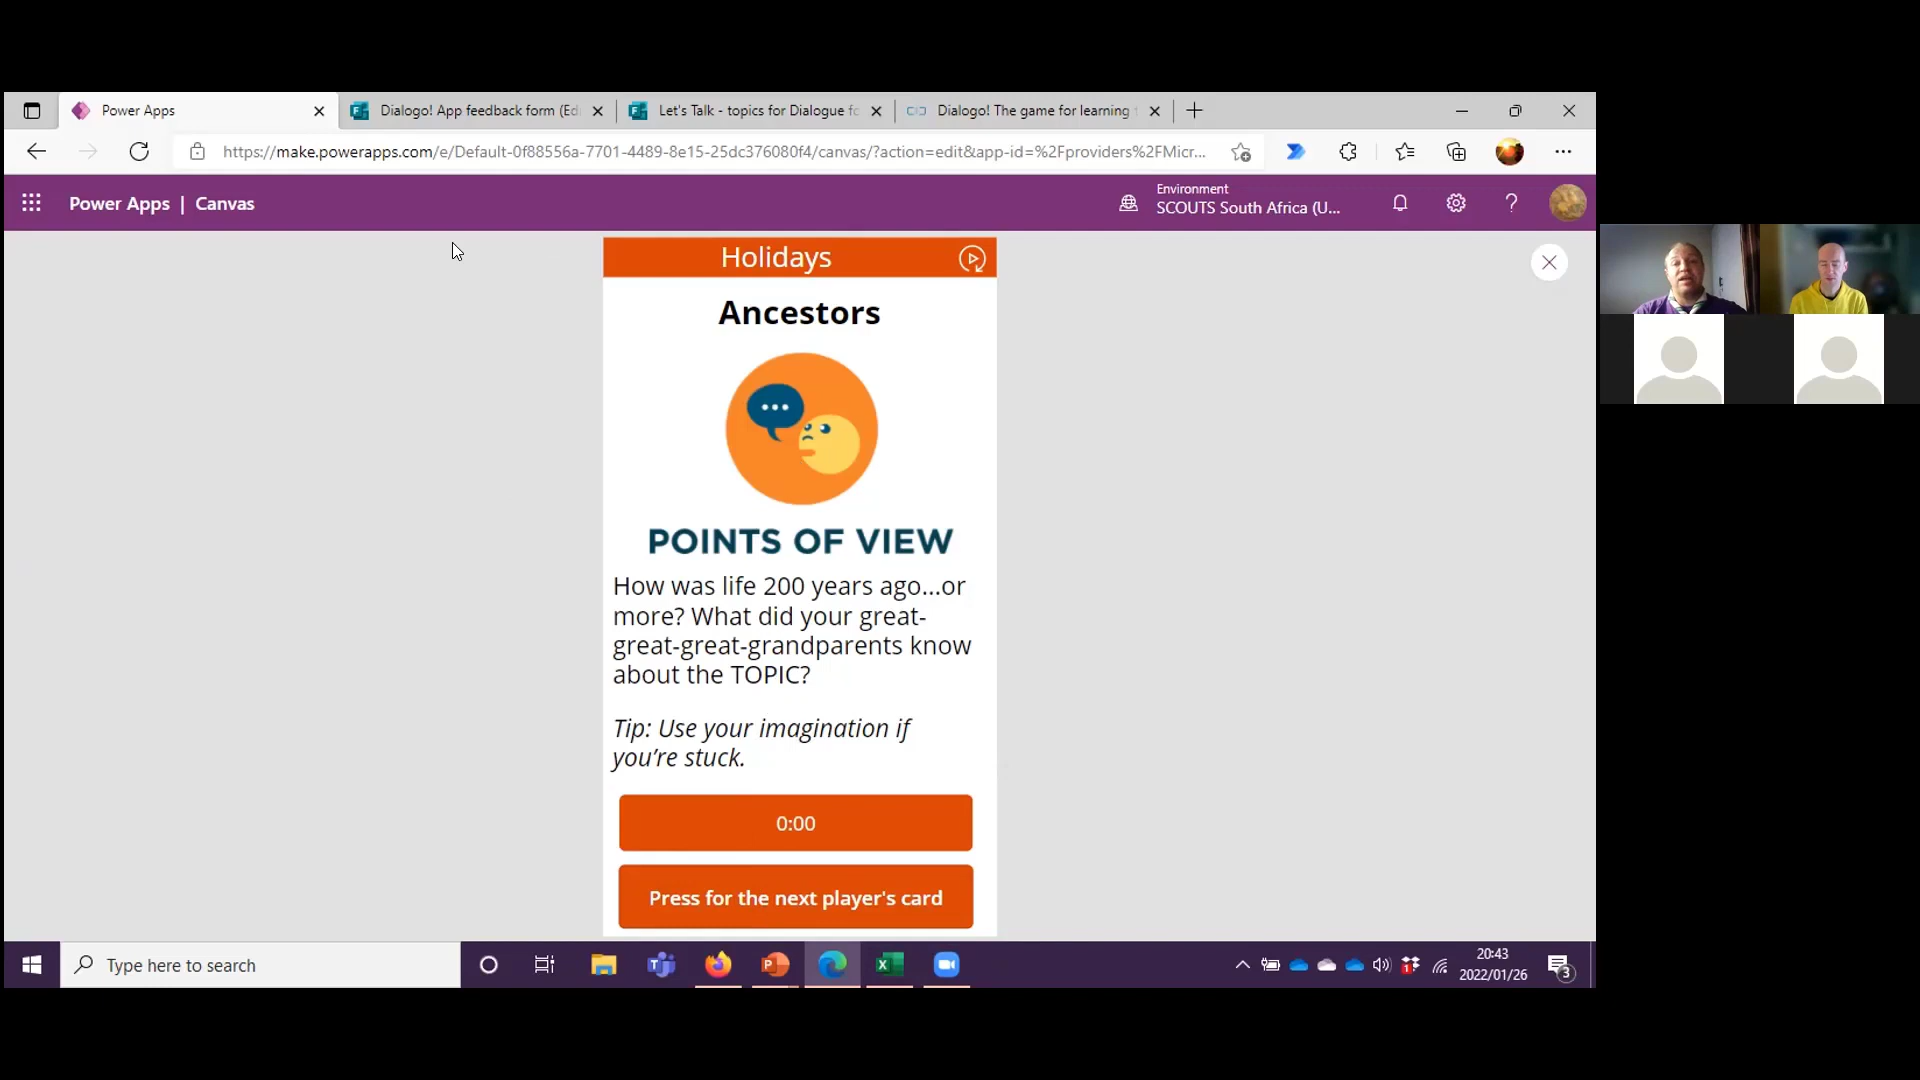 Power Apps
Dialogo! App feedback form (Ed
Let's Talk - topics for Dialogue fo
Dialogo! The game for learning
https://make.powerapps.com/e/Default-0f88556a-7701-4489-8e15-25dc376080f4/canvas/?action=edit&app-id=%2Fproviders%2FMicr...
Power Apps | Canvas
Environment
SCOUTS South Africa (U...
Holidays
Ancestors
POINTS OF VIEW
How was life 200 years ago...or
more? What did your great-
great-great-grandparents know
about the TOPIC?
Tip: Use your imagination if
you're stuck.
0:00
Press for the next player's card
Type here to search
20:43
2022/01/26
3
1